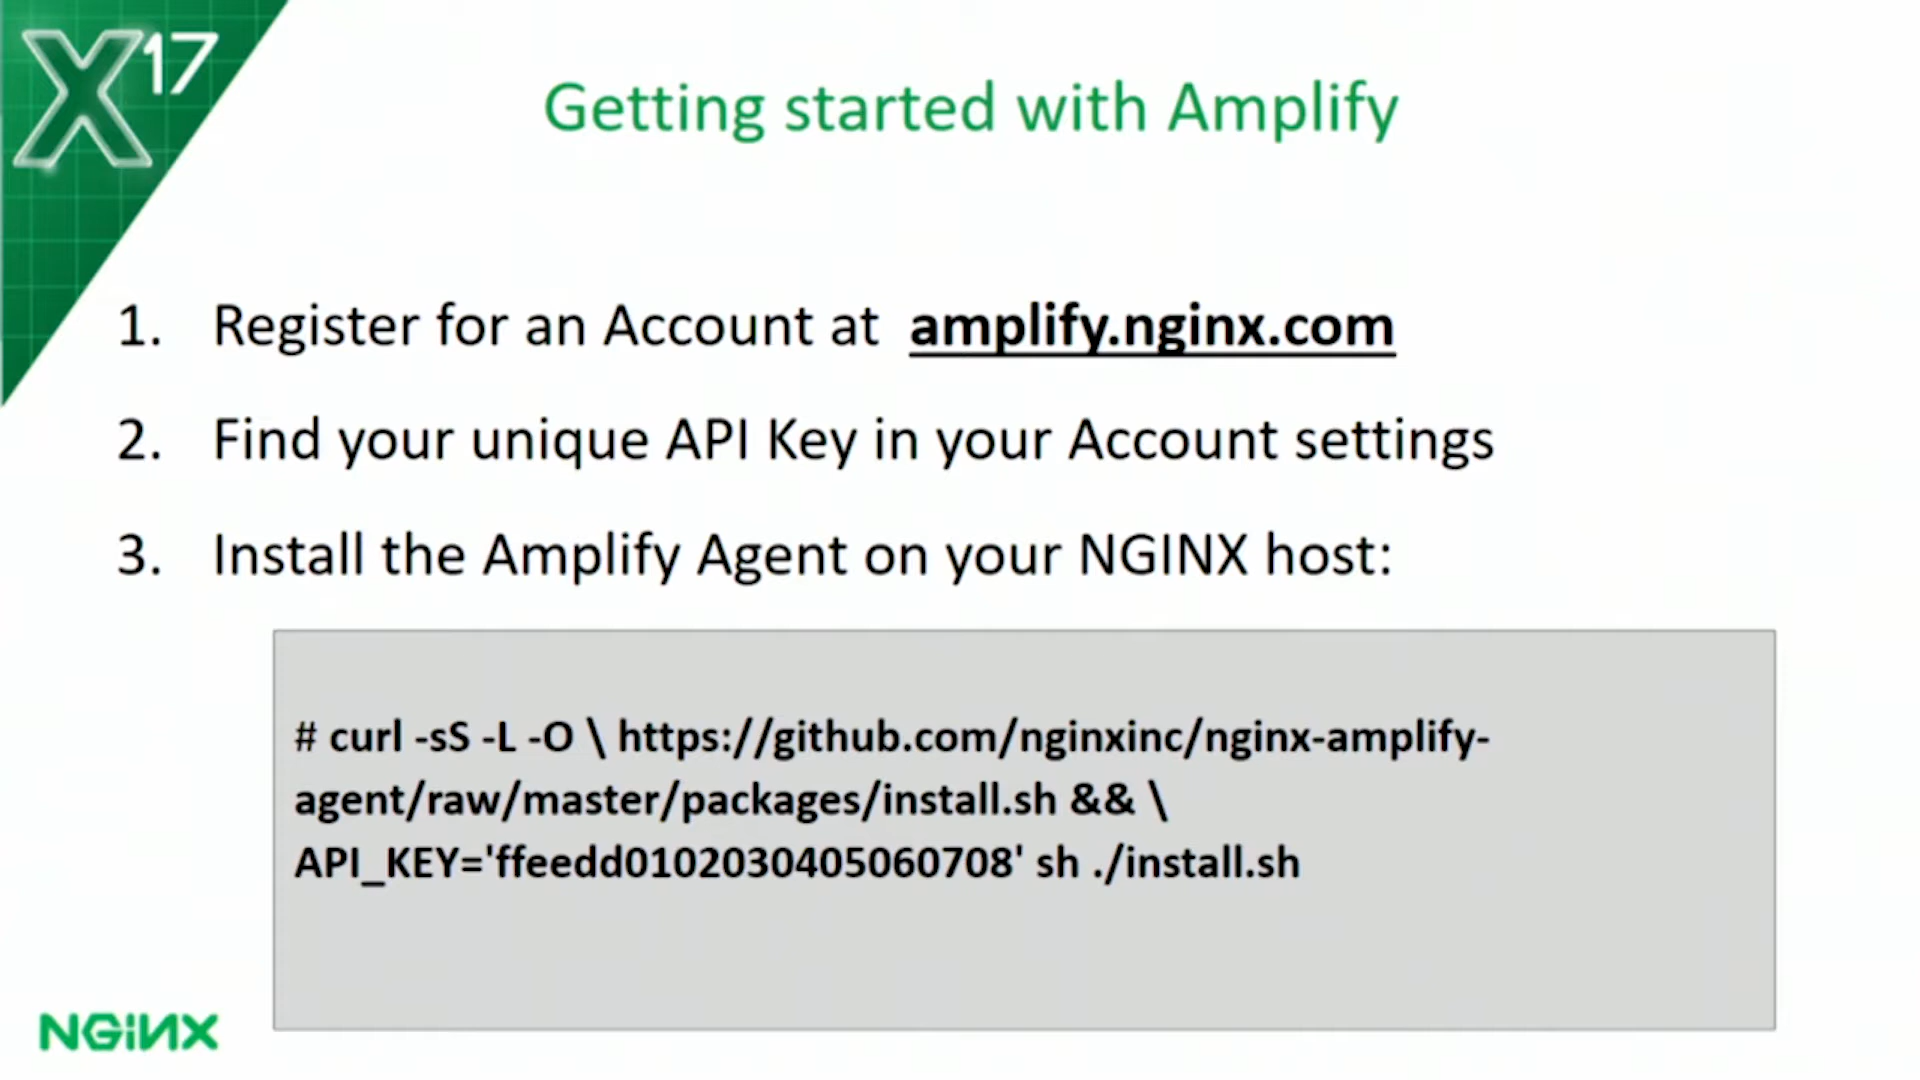 X17
Getting started with Amplify
1. Register for an Account at amplify.nginx.com
2. Find your unique API Key in your Account settings
3. Install the Amplify Agent on your NGINX host:
# curl -sS -L -O \ https://github.com/nginxinc/nginx-amplify-
agent/raw/master/packages/install.sh && \
API_KEY='ffeedd0102030405060708' sh ./install.sh
NGINX